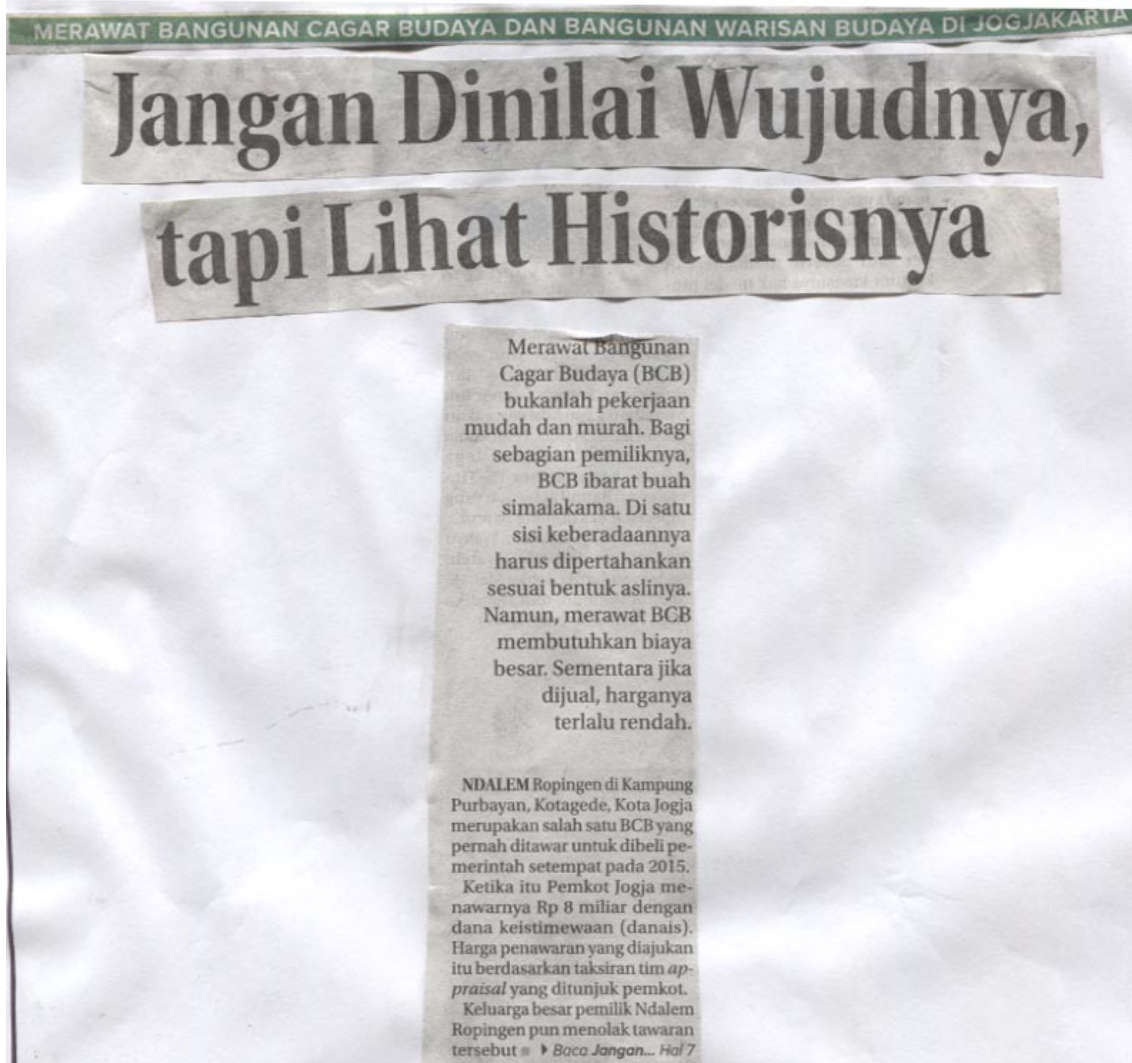 MERAWAT BANGUNAN CAGAR BUDAYA DAN BANGUNAN WARISAN BUDAYA DI JOGJAKARTA
Jangan Dinilai Wujudnya,
tapi Lihat Historisnya
Merawat Bangunan
Cagar Budaya (BCB)
bukanlah pekerjaan
mudah dan murah. Bagi
sebagian pemiliknya,
BCB ibarat buah
simalakama. Di satu
sisi keberadaannya
harus dipertahankan
sesuai bentuk aslinya.
Namun, merawat BCB
membutuhkan biaya
besar. Sementara jika
dijual, harganya
terlalu rendah.
NDALEM Ropingen di Kampung
Purbayan, Kotagede, Kota Jogja
merupakan salah satu BCB yang
pernah ditawar untuk dibeli pe-
merintah setempat pada 2015.
Ketika itu Pemkot Jogja me-
nawarnya Rp 8 miliar dengan
dana keistimewaan (danais).
Harga penawaran yang diajukan
itu berdasarkan taksiran tim ap-
praisal yang ditunjuk pemkot.
Keluarga besar pemilik Ndalem
Ropingen pun menolak tawaran
tersebut ■ ▶ Baca Jangan... Hal 7